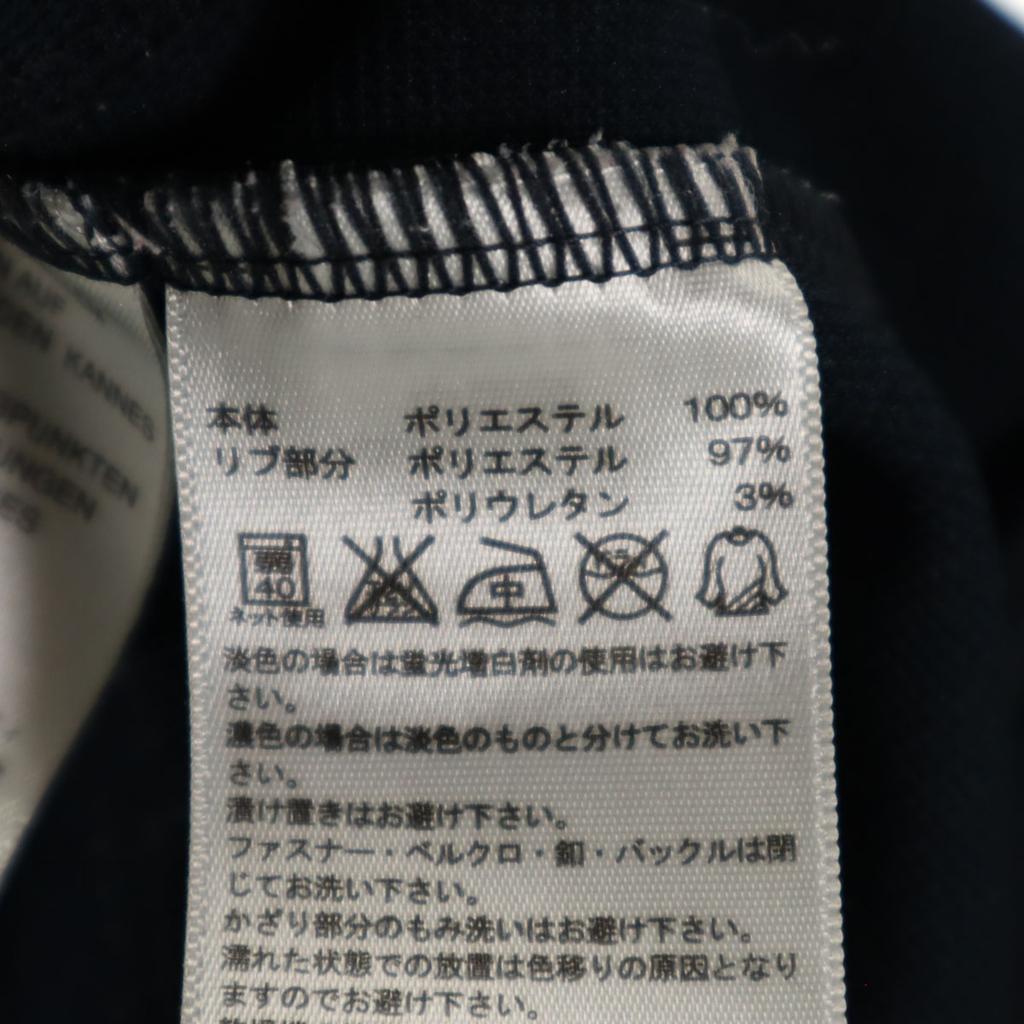 AUF
KANNES
PUNKTEN
UNGEN
本体 ポリエステル 100%
リブ部分 ポリエステル 97%
ポリウレタン 3%
40
中
ネット使用
淡色の場合は蛍光増白剤の使用はお避け下
さい。
濃色の場合は淡色のものと分けてお洗い下
さい。
漬け置きはお避け下さい。
ファスナー・ベルクロ・釦・バックルは閉
じてお洗い下さい。
かざり部分のもみ洗いはお避け下さい。
濡れた状態での放置は色移りの原因となり
ますのでお避け下さい。